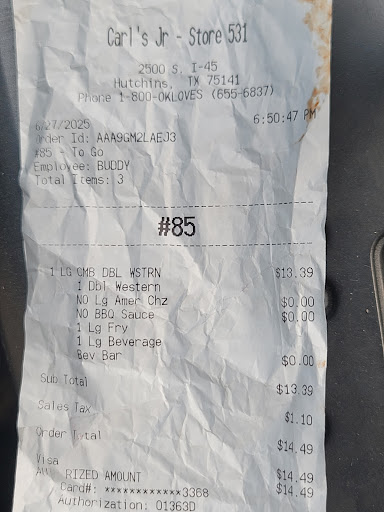 Carl's Jr - Store 531
2500 S. I-45
Hutchins, TX 75141
Phone 1-800-OKLOVES (655-6837)
6/27/2025 6:50:47 PM
Order Id: AAA9GM2LAEJ3
#85 - To Go
Employee: BUDDY
Total Items: 3
#85
1 LG CMB DBL WSTRN $13.39
1 Dbl Western
NO Lg Amer Chz $0.00
NO BBQ Sauce $0.00
1 Lg Fry
1 Lg Beverage
Bev Bar $0.00
Sub Total $13.39
Sales Tax $1.10
Order Total $14.49
Visa $14.49
RIZED AMOUNT $14.49
Card#: ************3368
Authorization: 01363D